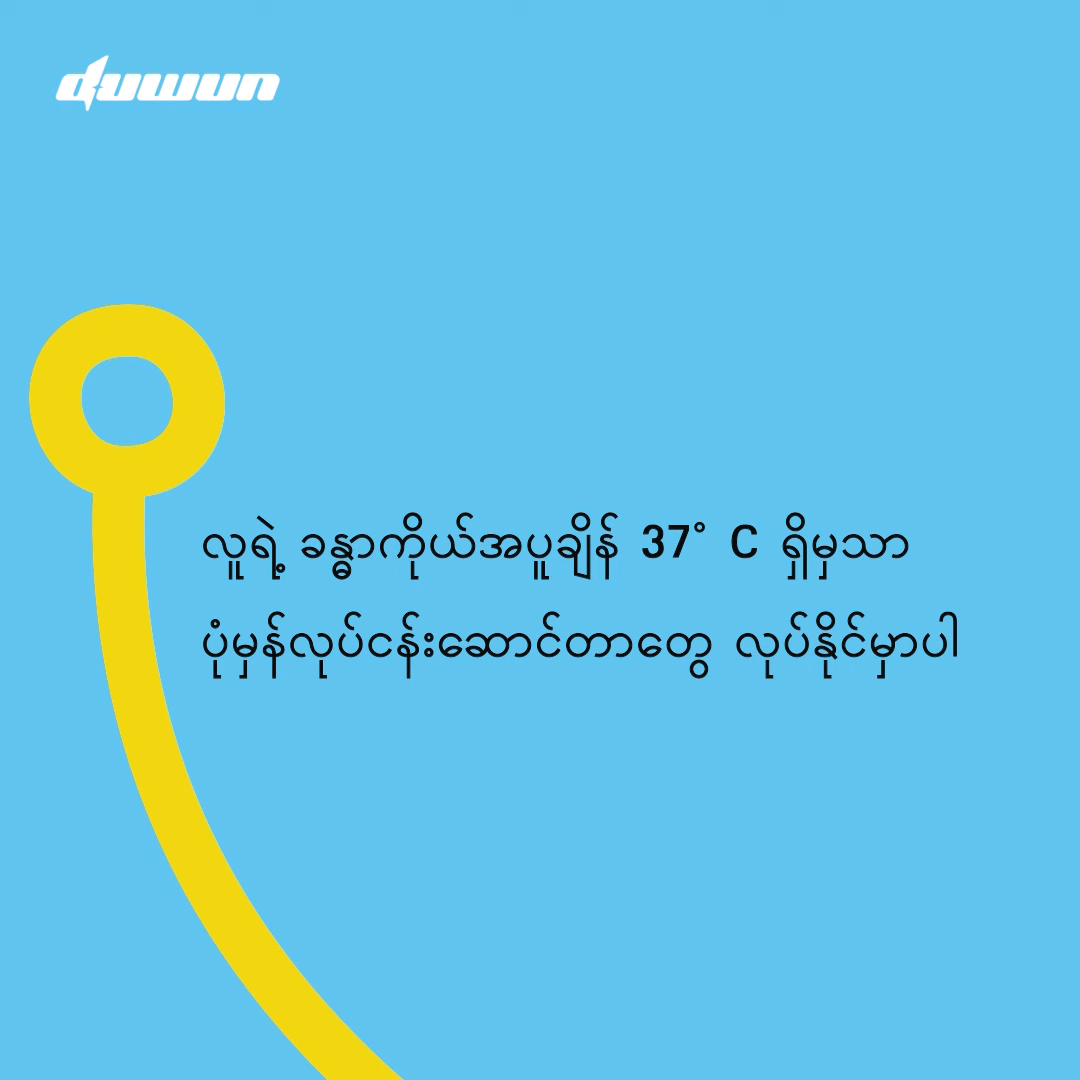 duwun
လူရဲ့ ခန္ဓာကိုယ်အပူချိန် 37° C ရှိမှသာ
ပုံမှန်လုပ်ငန်းဆောင်တာတွေ လုပ်နိုင်မှာပါ